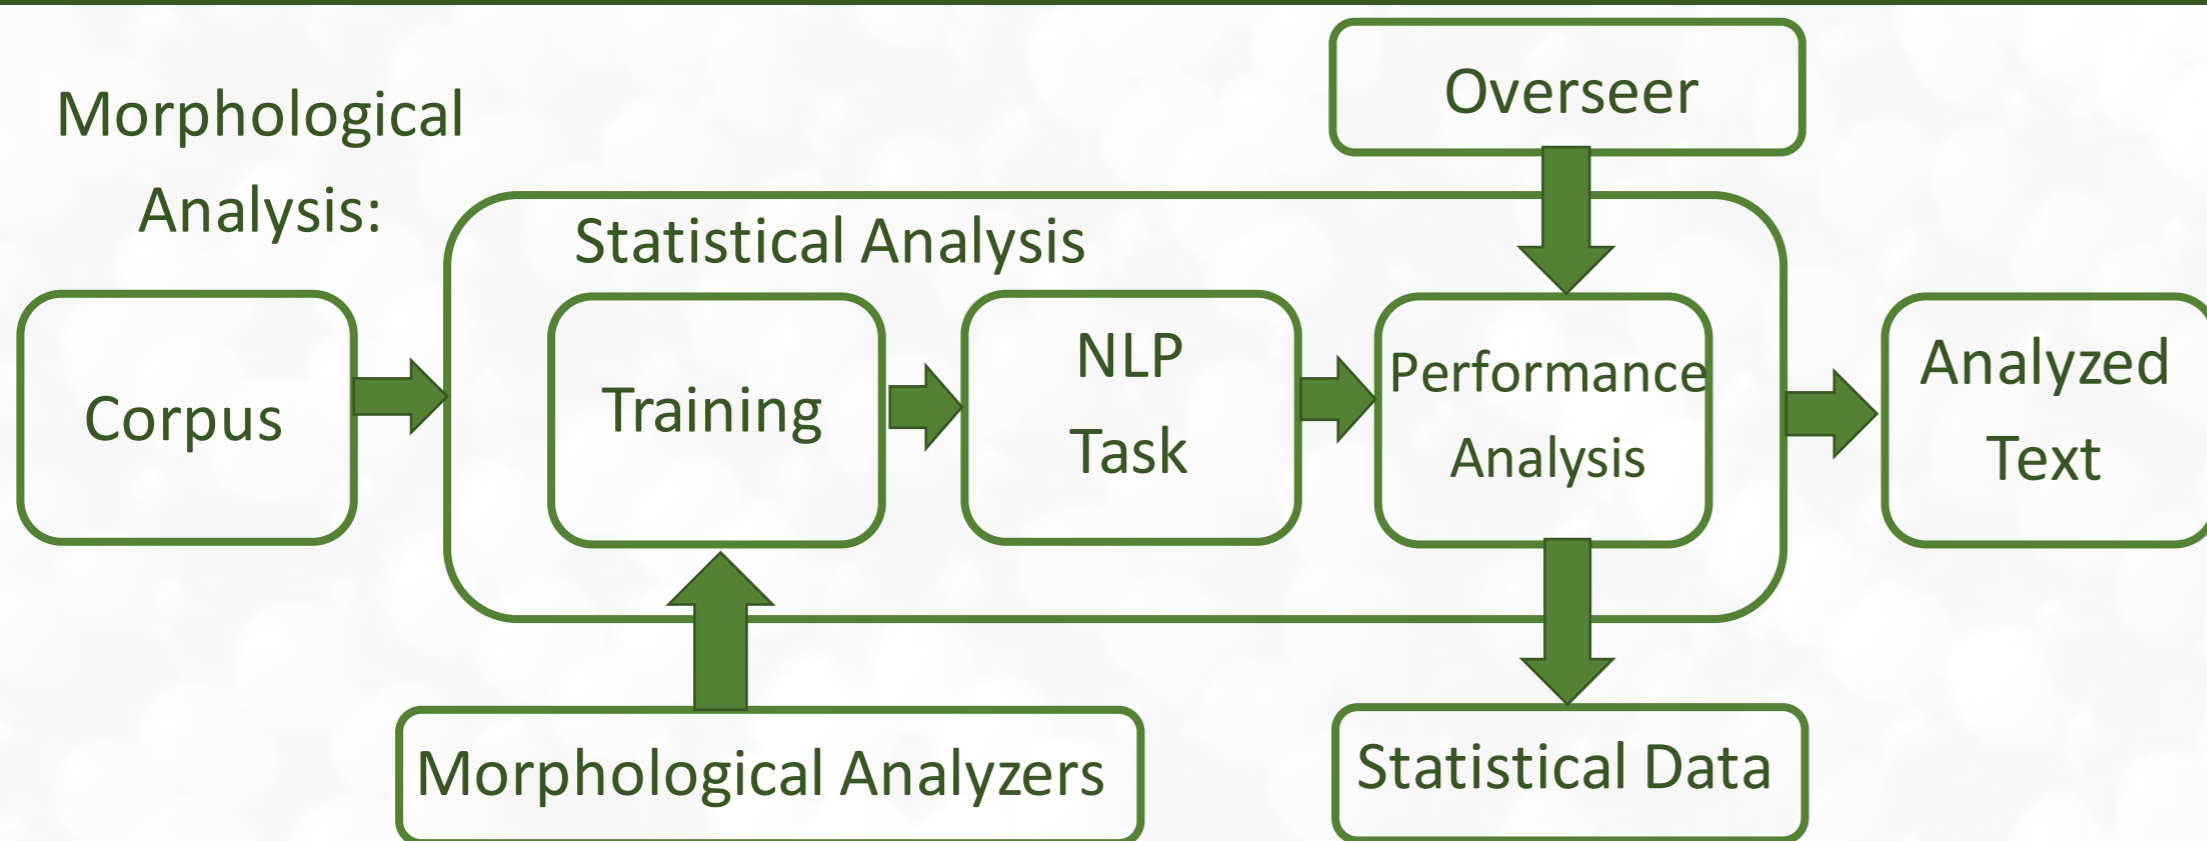 Morphological
Analysis:
Overseer
Statistical Analysis
Corpus
Training
NLP
Task
Performance
Analysis
Analyzed
Text
Morphological Analyzers
Statistical Data